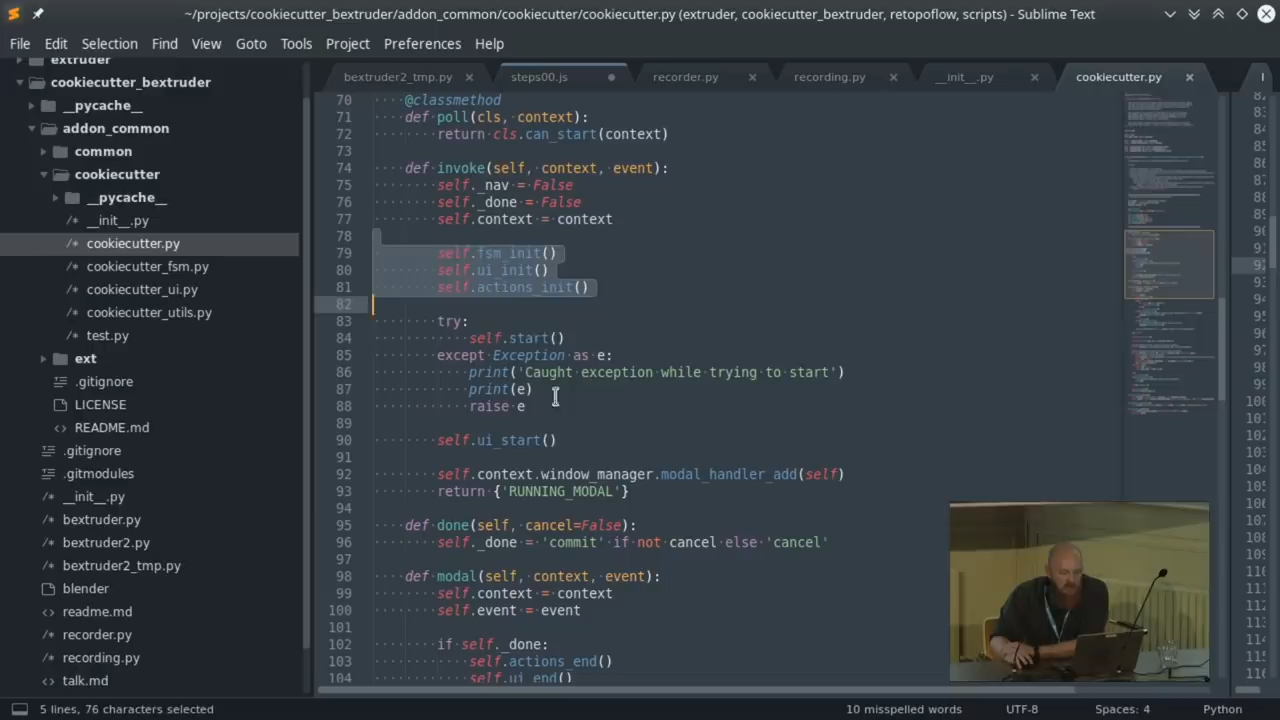 ~/projects/cookiecutter_bextruder/addon_common/cookiecutter/cookiecutter.py (extruder, cookiecutter_bextruder, retopoflow, scripts) - Sublime Text
File Edit Selection Find View Goto Tools Project Preferences Help
extruder
cookiecutter_bextruder
__pycache__
addon_common
common
cookiecutter
__pycache__
/* __init__.py
/* cookiecutter.py
/* cookiecutter_fsm.py
/* cookiecutter_ui.py
/* cookiecutter_utils.py
/* test.py
ext
.gitignore
LICENSE
<> README.md
.gitignore
.gitmodules
/* __init__.py
/* bextruder.py
/* bextruder2.py
/* bextruder2_tmp.py
blender
<> readme.md
/* recorder.py
/* recording.py
/* talk.md
bextruder2_tmp.py steps00.js recorder.py recording.py __init__.py cookiecutter.py
70 @classmethod
71 def poll(cls, context):
72 return cls.can_start(context)
73
74 def invoke(self, context, event):
75 self._nav = False
76 self._done = False
77 self.context = context
78
79 self.fsm_init()
80 self.ui_init()
81 self.actions_init()
82
83 try:
84 self.start()
85 except Exception as e:
86 print('Caught exception while trying to start')
87 print(e)
88 raise e
89
90 self.ui_start()
91
92 self.context.window_manager.modal_handler_add(self)
93 return {'RUNNING_MODAL'}
94
95 def done(self, cancel=False):
96 self._done = 'commit' if not cancel else 'cancel'
97
98 def modal(self, context, event):
99 self.context = context
100 self.event = event
101
102 if self._done:
103 self.actions_end()
104 self.ui_end()
5 lines, 76 characters selected 10 misspelled words UTF-8 Spaces: 4 Python